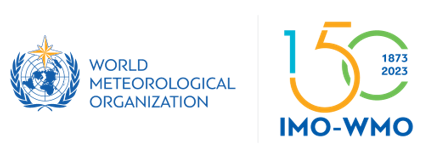 WORLD
METEOROLOGICAL
ORGANIZATION
150
1873
2023
IMO-WMO